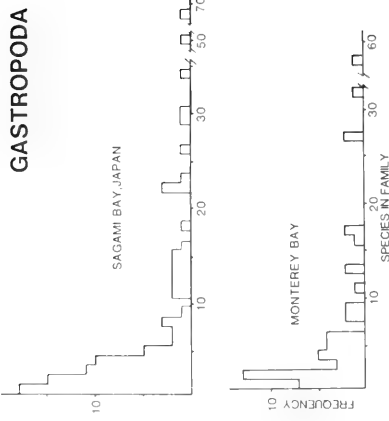 GASTROPODA
SAGAMI BAY, JAPAN
10
10
20
30
50
70
MONTEREY BAY
FREQUENCY
10
10
20
30
60
SPECIES IN FAMILY